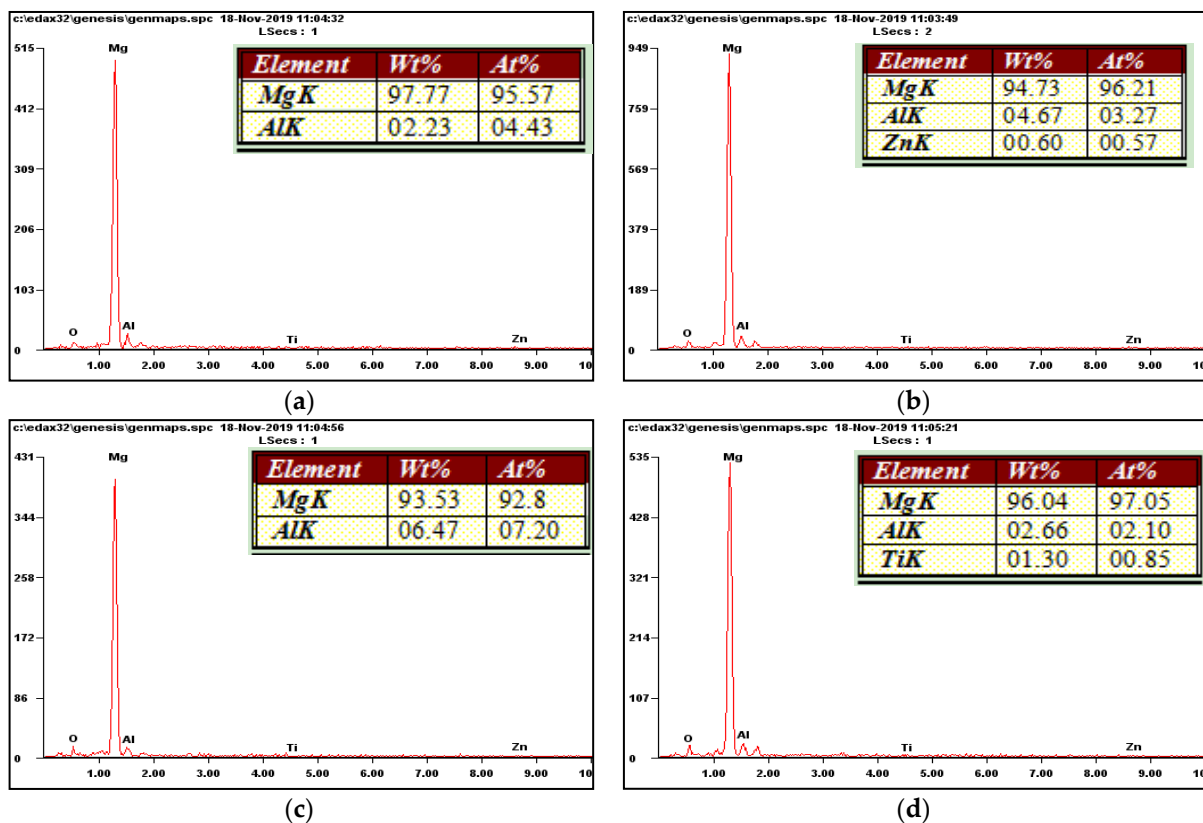 c:\edax32\genesis\genmaps.spc 18-Nov-2019 11:04:32
LSecs : 1
515
412
309
206
103
0
Mg
O
Al
Ti
Zn
1.00 2.00 3.00 4.00 5.00 6.00 7.00 8.00 9.00 10
Element Wt% At%
MgK 97.77 95.57
AlK 02.23 04.43
(a)
c:\edax32\genesis\genmaps.spc 18-Nov-2019 11:03:49
LSecs : 2
949
759
569
379
189
0
Mg
O
Al
Ti
Zn
1.00 2.00 3.00 4.00 5.00 6.00 7.00 8.00 9.00 10
Element Wt% At%
MgK 94.73 96.21
AlK 04.67 03.27
ZnK 00.60 00.57
(b)
c:\edax32\genesis\genmaps.spc 18-Nov-2019 11:04:56
LSecs : 1
431
344
258
172
86
0
Mg
O
Al
Ti
Zn
1.00 2.00 3.00 4.00 5.00 6.00 7.00 8.00 9.00 10
Element Wt% At%
MgK 93.53 92.8
AlK 06.47 07.20
(c)
c:\edax32\genesis\genmaps.spc 18-Nov-2019 11:05:21
LSecs : 1
535
428
321
214
107
0
Mg
O
Al
Ti
Zn
1.00 2.00 3.00 4.00 5.00 6.00 7.00 8.00 9.00 10
Element Wt% At%
MgK 96.04 97.05
AlK 02.66 02.10
TiK 01.30 00.85
(d)